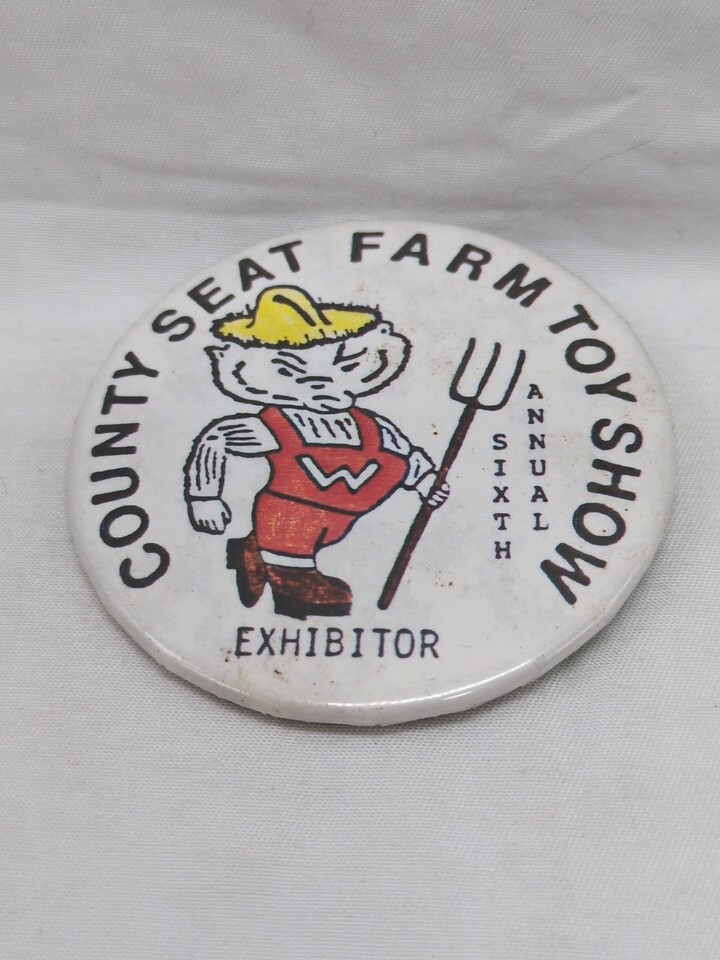 COUNTY SEAT FARM TOY SHOW
W
SIXTH
ANNUAL
EXHIBITOR